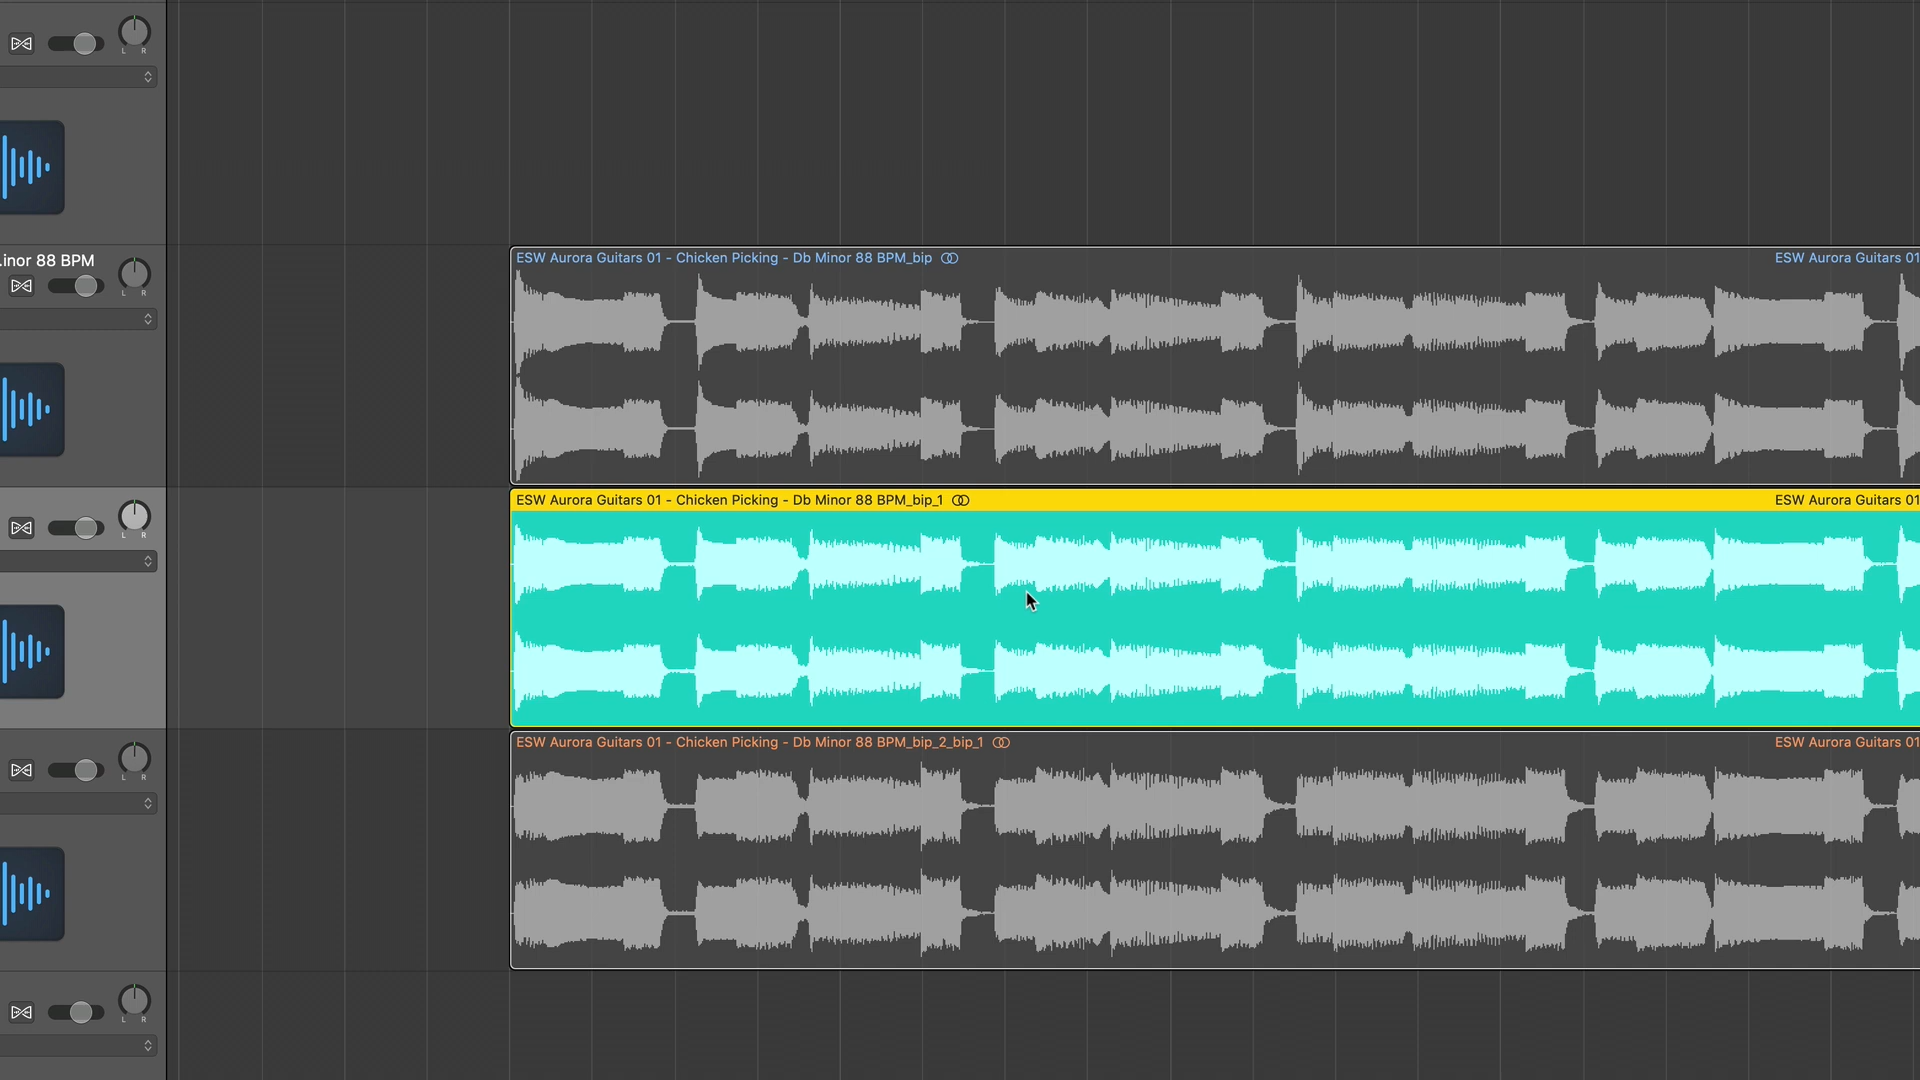 L R
.inor 88 BPM
L R
ESW Aurora Guitars 01 - Chicken Picking - Db Minor 88 BPM_bip
ESW Aurora Guitars 01
L R
ESW Aurora Guitars 01 - Chicken Picking - Db Minor 88 BPM_bip_1
ESW Aurora Guitars 01
L R
ESW Aurora Guitars 01 - Chicken Picking - Db Minor 88 BPM_bip_2_bip_1
ESW Aurora Guitars 01
L R